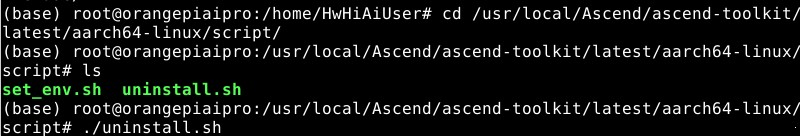 (base) root@orangepiaipro:/home/HwHiAiUser# cd /usr/local/Ascend/ascend-toolkit/
latest/aarch64-linux/script/
(base) root@orangepiaipro:/usr/local/Ascend/ascend-toolkit/latest/aarch64-linux/
script# ls
set_env.sh  uninstall.sh
(base) root@orangepiaipro:/usr/local/Ascend/ascend-toolkit/latest/aarch64-linux/
script# ./uninstall.sh